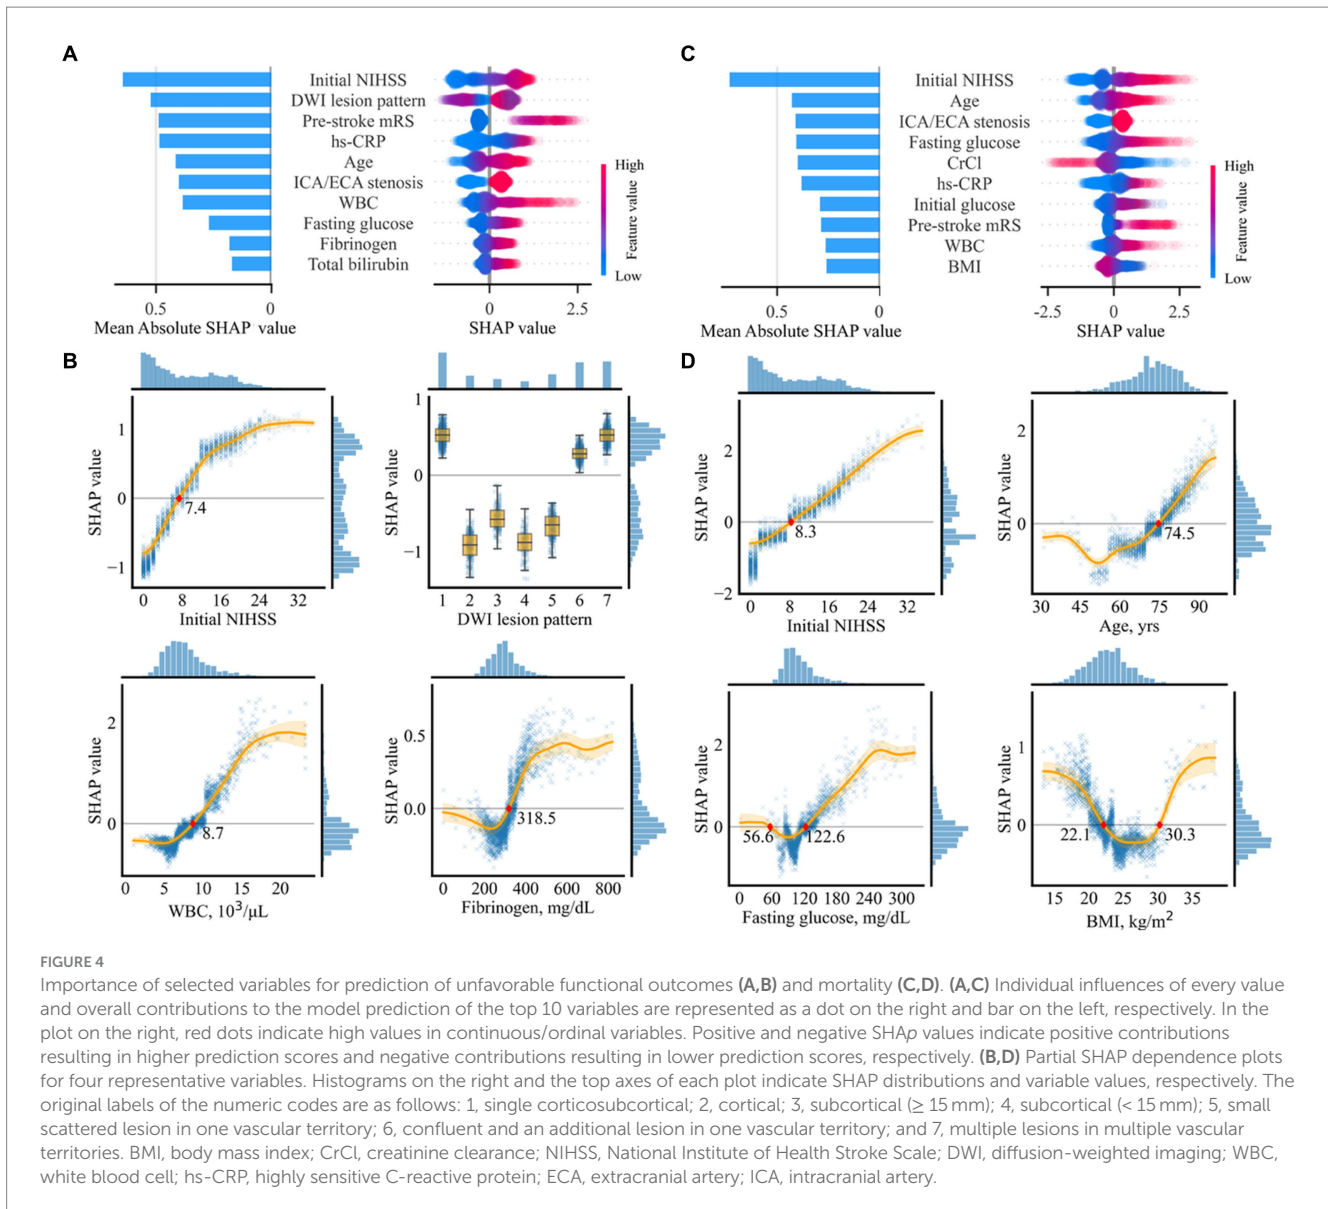 A
Initial NIHSS
DWI lesion pattern
Pre-stroke mRS
hs-CRP
Age
ICA/ECA stenosis
WBC
Fasting glucose
Fibrinogen
Total bilirubin
High
Feature value
Low
0.5 0
Mean Absolute SHAP value
0 2.5
SHAP value
C
Initial NIHSS
Age
ICA/ECA stenosis
Fasting glucose
CrCl
hs-CRP
Initial glucose
Pre-stroke mRS
WBC
BMI
High
Feature value
Low
0.5 0
Mean Absolute SHAP value
-2.5 0 2.5
SHAP value
B
SHAP value
1
0
−1
7.4
0 8 16 24 32
Initial NIHSS
SHAP value
1
0
−1
1 2 3 4 5 6 7
DWI lesion pattern
SHAP value
2
0
8.7
0 5 10 15 20
WBC, 10³/μL
SHAP value
0.5
0.0
318.5
0 200 400 600 800
Fibrinogen, mg/dL
D
SHAP value
2
0
−2
8.3
0 8 16 24 32
Initial NIHSS
SHAP value
2
0
74.5
30 45 60 75 90
Age, yrs
SHAP value
2
0
56.6 122.6
0 60 120 180 240 300
Fasting glucose, mg/dL
SHAP value
1
0
22.1 30.3
15 20 25 30 35
BMI, kg/m²
FIGURE 4
Importance of selected variables for prediction of unfavorable functional outcomes (A,B) and mortality (C,D). (A,C) Individual influences of every value
and overall contributions to the model prediction of the top 10 variables are represented as a dot on the right and bar on the left, respectively. In the
plot on the right, red dots indicate high values in continuous/ordinal variables. Positive and negative SHAp values indicate positive contributions
resulting in higher prediction scores and negative contributions resulting in lower prediction scores, respectively. (B,D) Partial SHAP dependence plots
for four representative variables. Histograms on the right and the top axes of each plot indicate SHAP distributions and variable values, respectively. The
original labels of the numeric codes are as follows: 1, single corticosubcortical; 2, cortical; 3, subcortical (≥ 15 mm); 4, subcortical (< 15 mm); 5, small
scattered lesion in one vascular territory; 6, confluent and an additional lesion in one vascular territory; and 7, multiple lesions in multiple vascular
territories. BMI, body mass index; CrCl, creatinine clearance; NIHSS, National Institute of Health Stroke Scale; DWI, diffusion-weighted imaging; WBC,
white blood cell; hs-CRP, highly sensitive C-reactive protein; ECA, extracranial artery; ICA, intracranial artery.